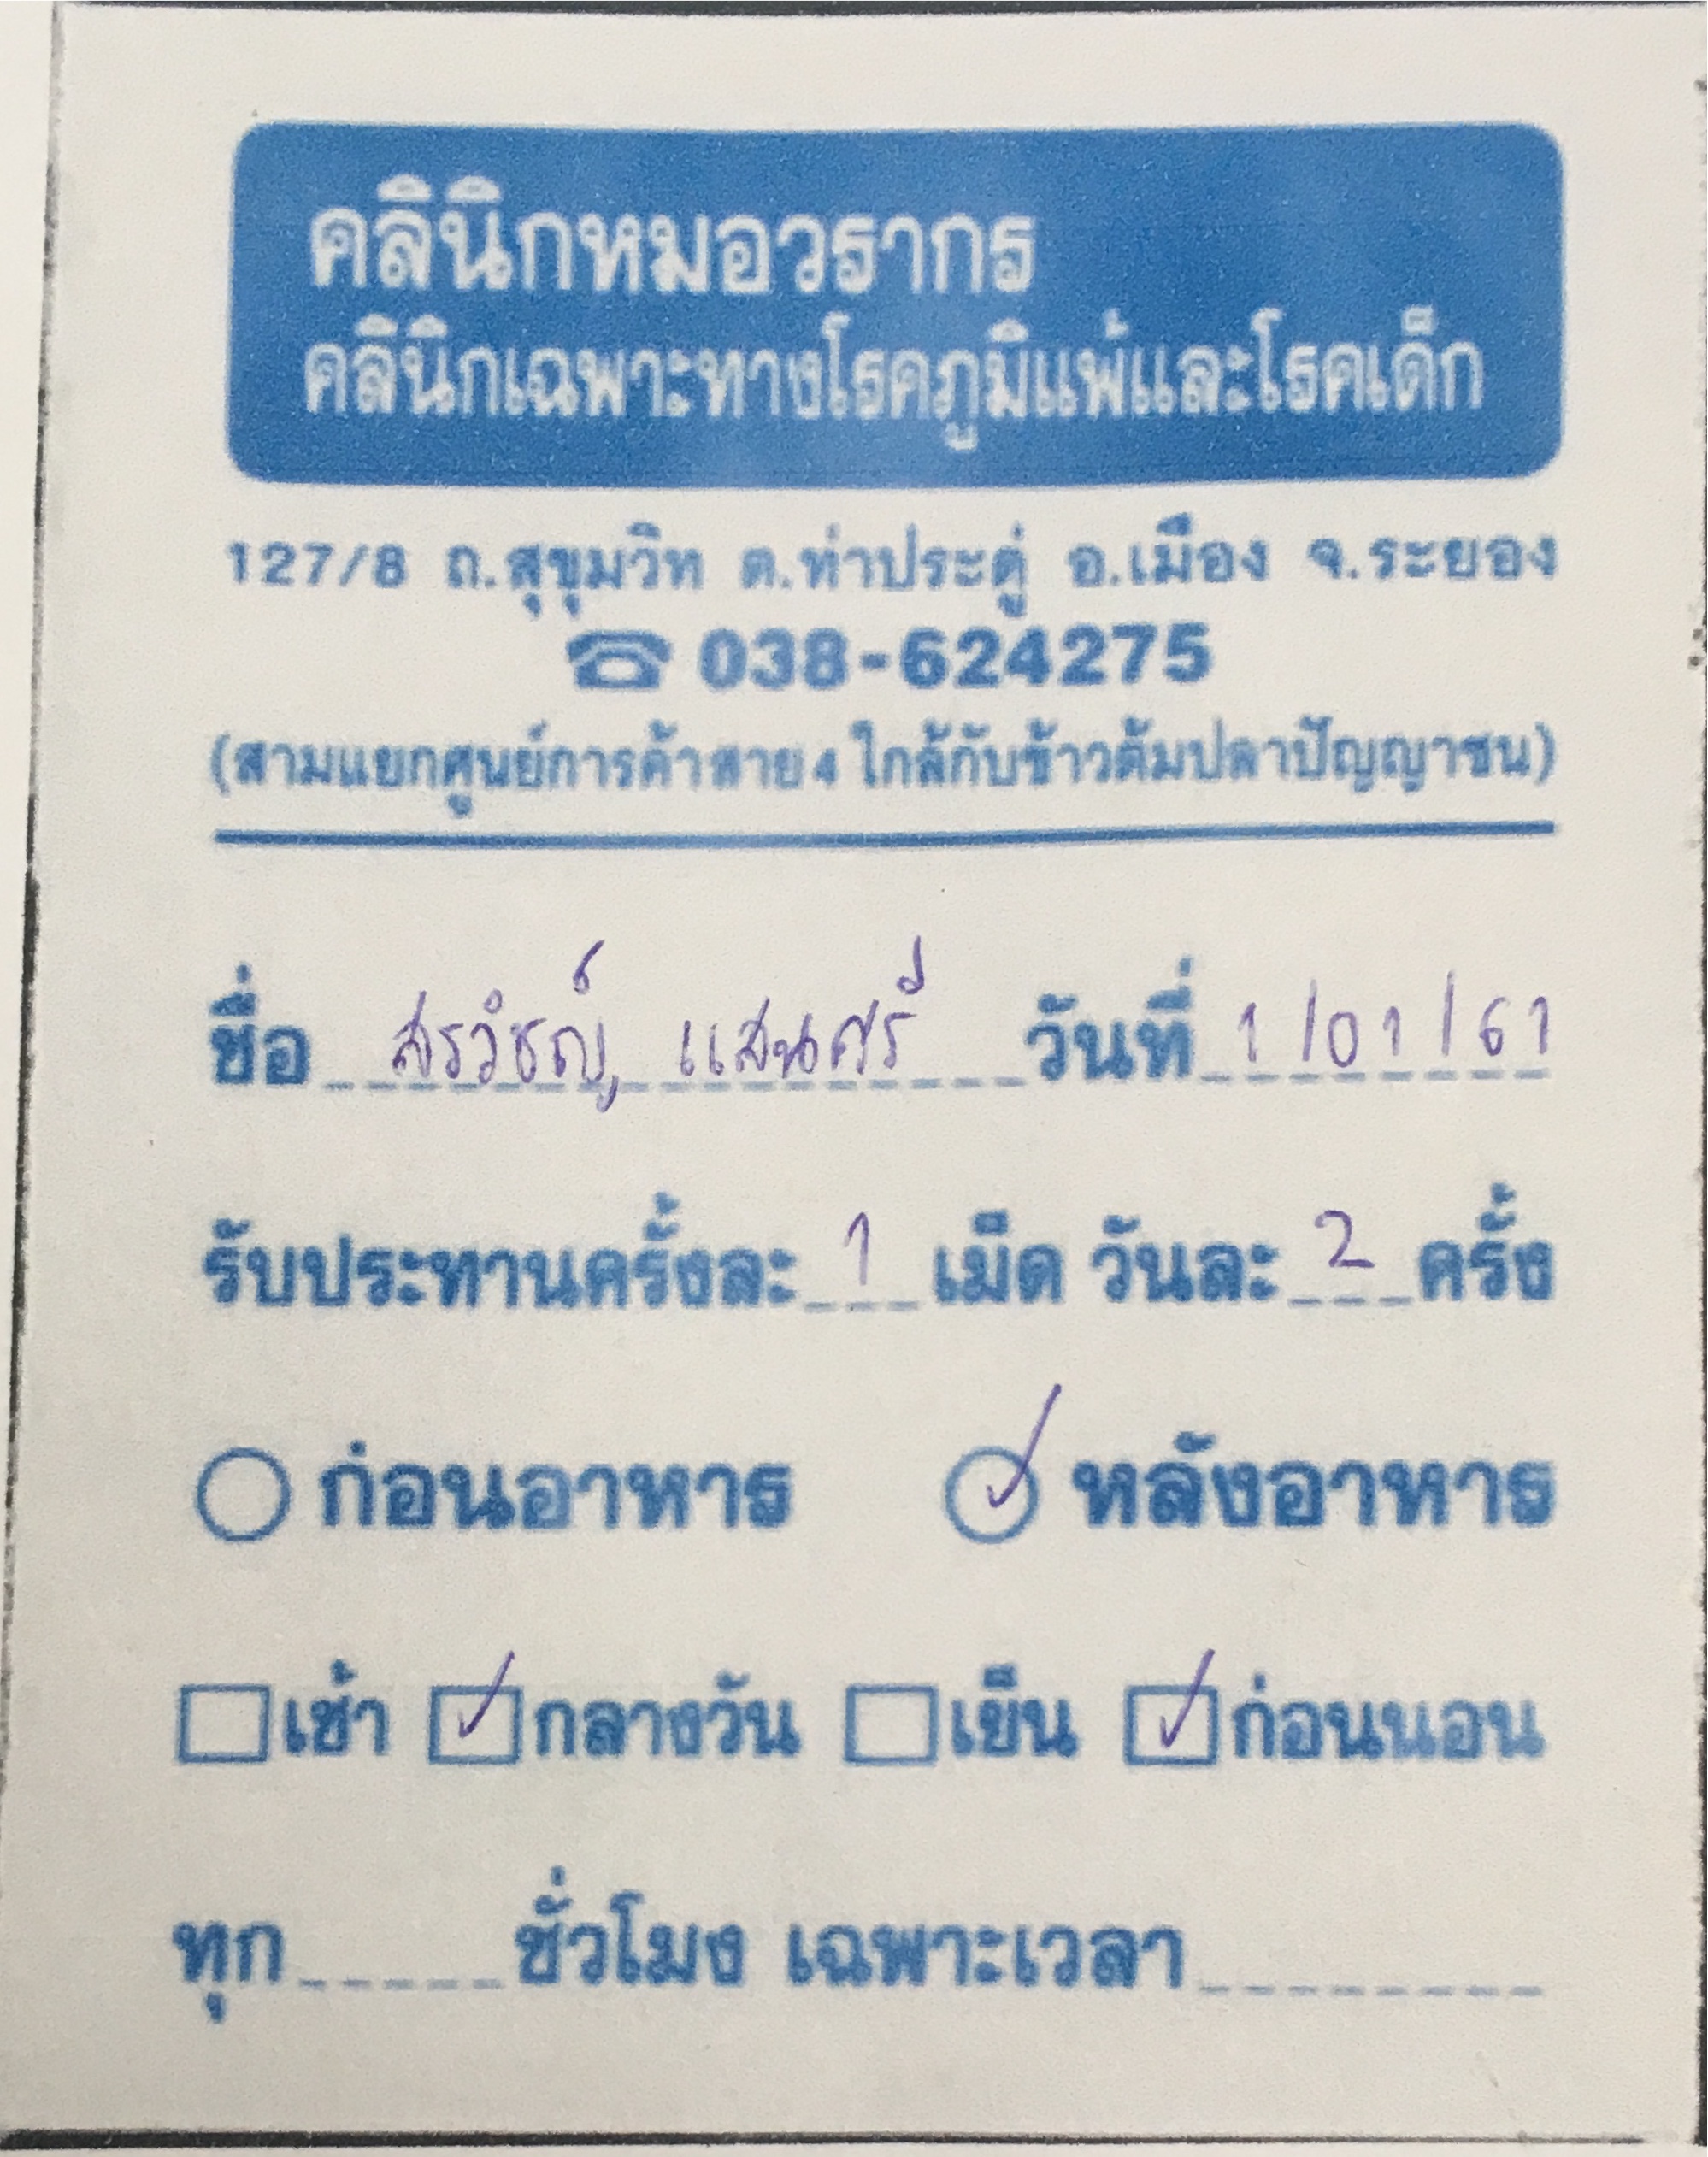 คลินิกหมอวรากร
คลินิกเฉพาะทางโรคภูมิแพ้และโรคเด็ก
127/8 ถ.สุขุมวิท ต.ท่าประดู่ อ.เมือง จ.ระยอง
☎ 038-624275
(สามแยกศูนย์การค้าสาย 4 ใกล้กับข้าวต้มปลาปัญญาชน)
ชื่อ สรวิชญ์ แสนศรี วันที่ 1/01/61
รับประทานครั้งละ 1 เม็ด วันละ 2 ครั้ง
ก่อนอาหาร ✓ หลังอาหาร
เช้า ✓ กลางวัน เย็น ✓ ก่อนนอน
ทุก ชั่วโมง เฉพาะเวลา